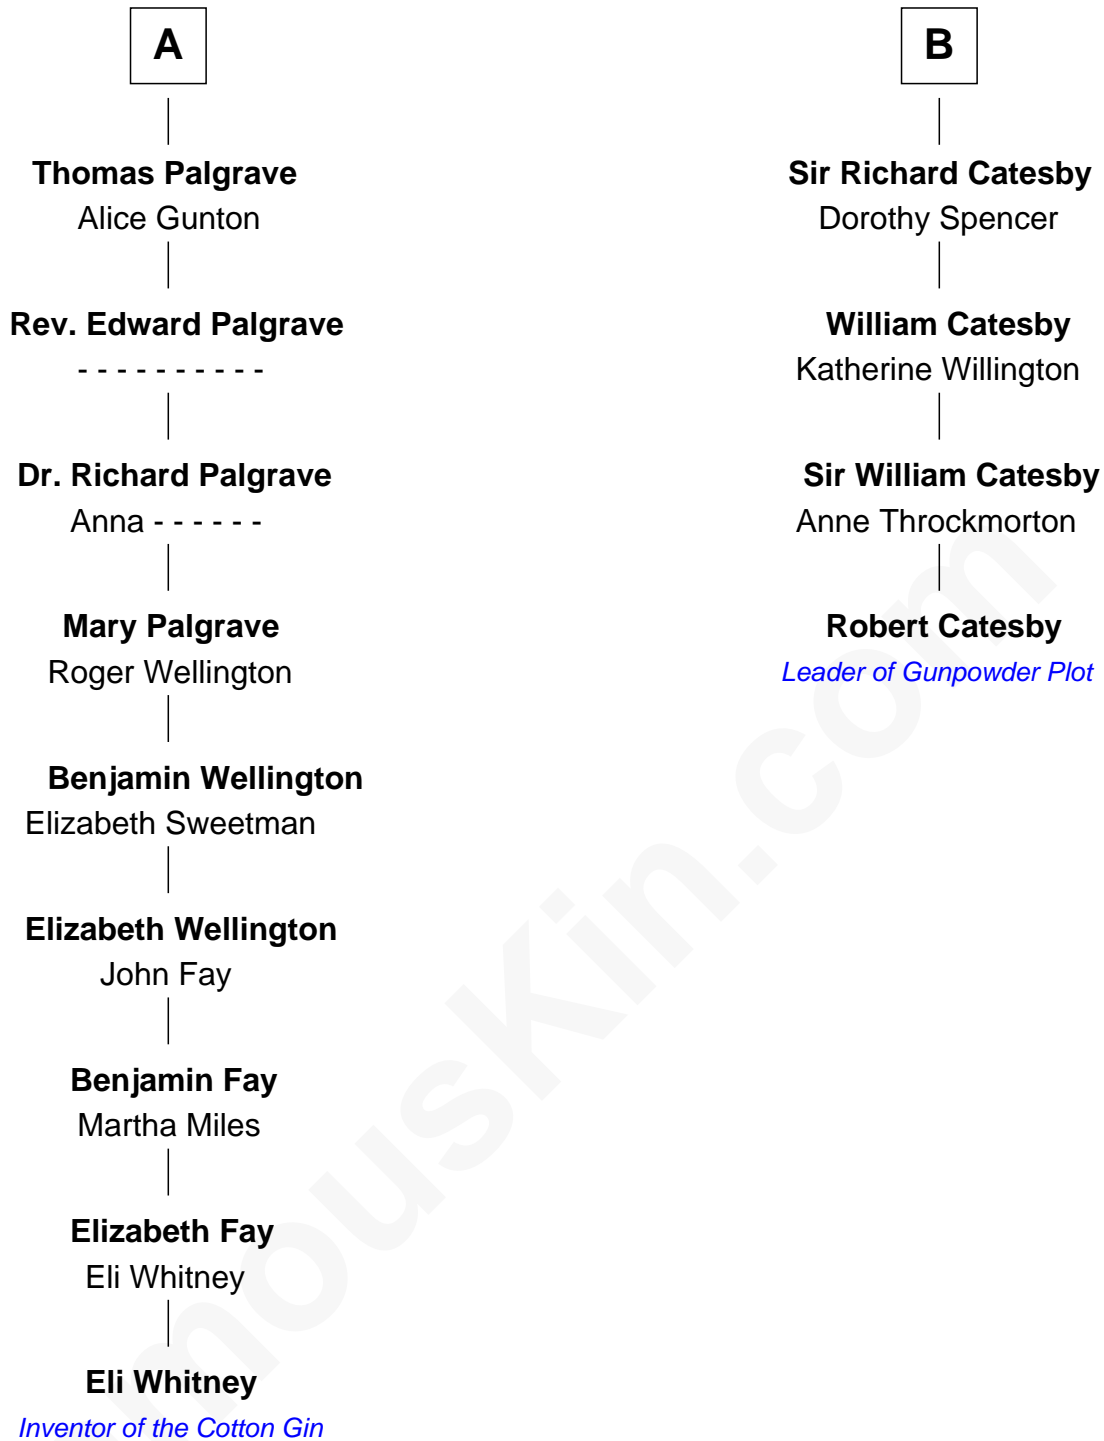 A
Thomas Palgrave
Alice Gunton
Rev. Edward Palgrave
- - - - - - - - - -
Dr. Richard Palgrave
Anna - - - - - -
Mary Palgrave
Roger Wellington
Benjamin Wellington
Elizabeth Sweetman
Elizabeth Wellington
John Fay
Benjamin Fay
Martha Miles
Elizabeth Fay
Eli Whitney
Eli Whitney
Inventor of the Cotton Gin
B
Sir Richard Catesby
Dorothy Spencer
William Catesby
Katherine Willington
Sir William Catesby
Anne Throckmorton
Robert Catesby
Leader of Gunpowder Plot
mousKin.com